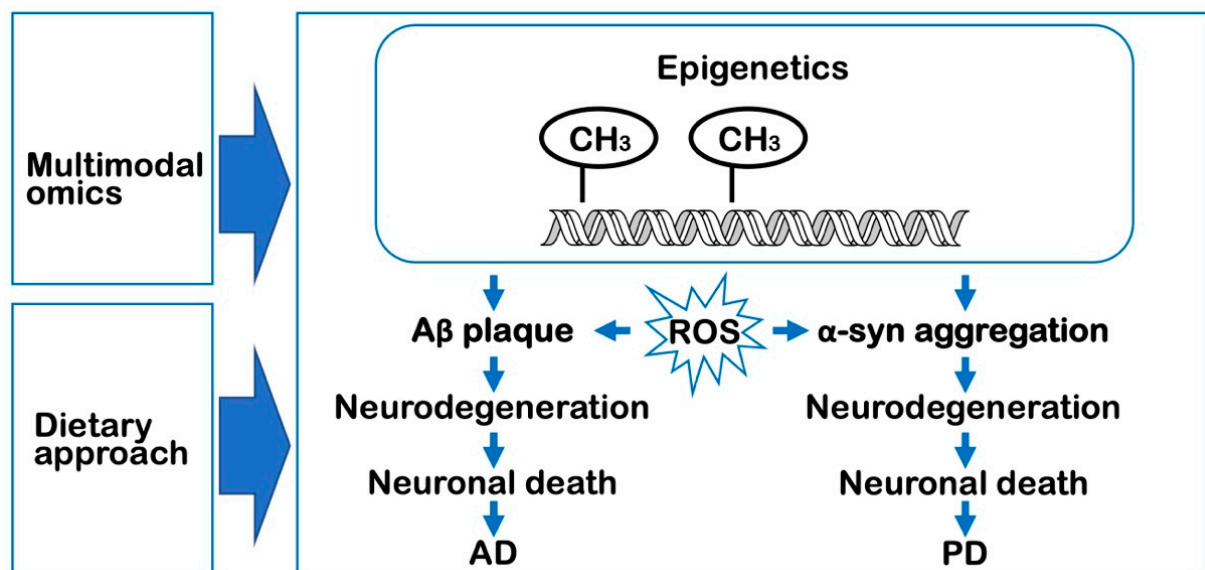 Multimodal
omics
Dietary
approach
Epigenetics
CH₃ CH₃
Aβ plaque ROS α-syn aggregation
Neurodegeneration Neurodegeneration
Neuronal death Neuronal death
AD PD